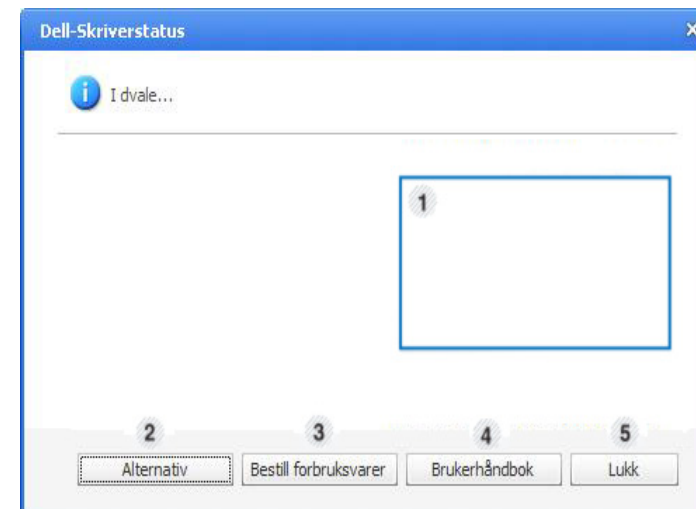 Dell-Skriverstatus
I dvale...
1
2 3 4 5
Alternativ Bestill forbruksvarer Brukerhåndbok Lukk